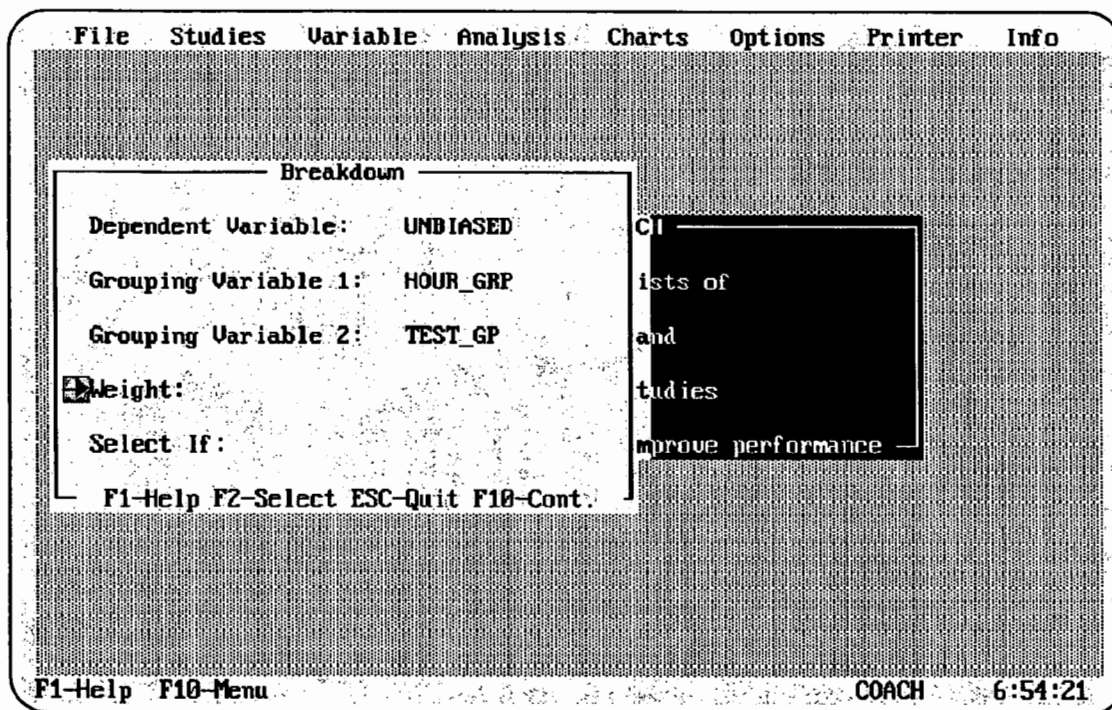 File Studies Variable Analysis Charts Options Printer Info
Breakdown
Dependent Variable: UNBIASED
Grouping Variable 1: HOUR_GRP
Grouping Variable 2: TEST_GP
Weight:
Select If:
F1-Help F2-Select ESC-Quit F10-Cont.
ists of
and
tudies
mprove performance
F1-Help F10-Menu COACH 6:54:21